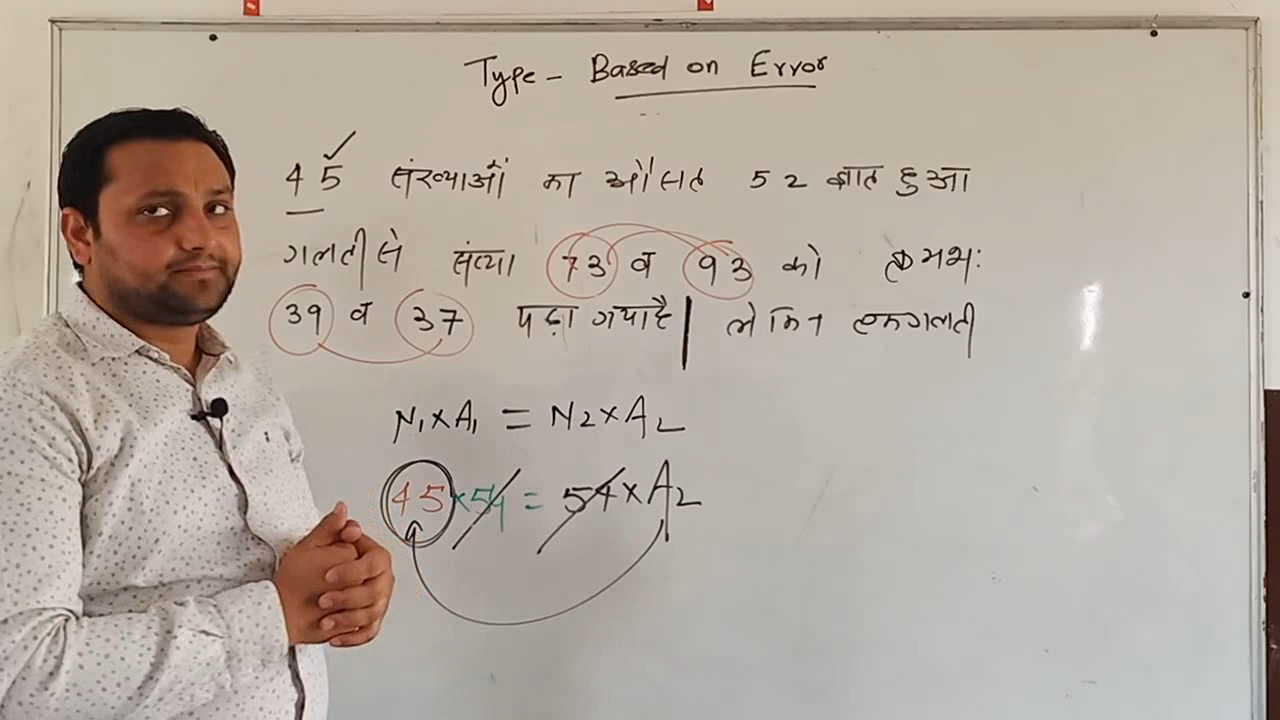 Type - Based on Error
45 संख्याओं का औसत 52 ज्ञात हुआ
गलती से संख्या 73 व 93 को क्रमशः
39 व 37 पढ़ा गया है| लेकिन एक गलती
N₁×A₁ = N₂×A₂
45×54 = 54×A₂